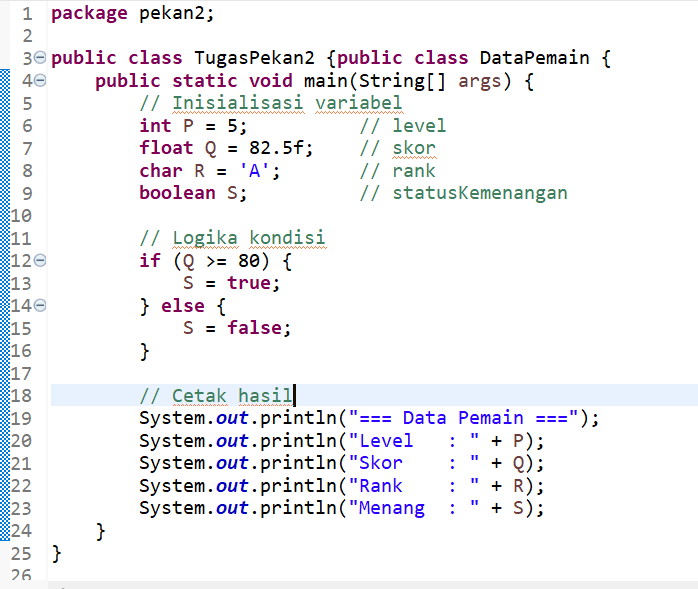 1 package pekan2;
2
3 public class TugasPekan2 {public class DataPemain {
4     public static void main(String[] args) {
5         // Inisialisasi variabel
6         int P = 5;          // level
7         float Q = 82.5f;    // skor
8         char R = 'A';       // rank
9         boolean S;          // statusKemenangan
10
11         // Logika kondisi
12         if (Q >= 80) {
13             S = true;
14         } else {
15             S = false;
16         }
17
18         // Cetak hasil
19         System.out.println("=== Data Pemain ===");
20         System.out.println("Level   : " + P);
21         System.out.println("Skor    : " + Q);
22         System.out.println("Rank    : " + R);
23         System.out.println("Menang  : " + S);
24     }
25 }
26